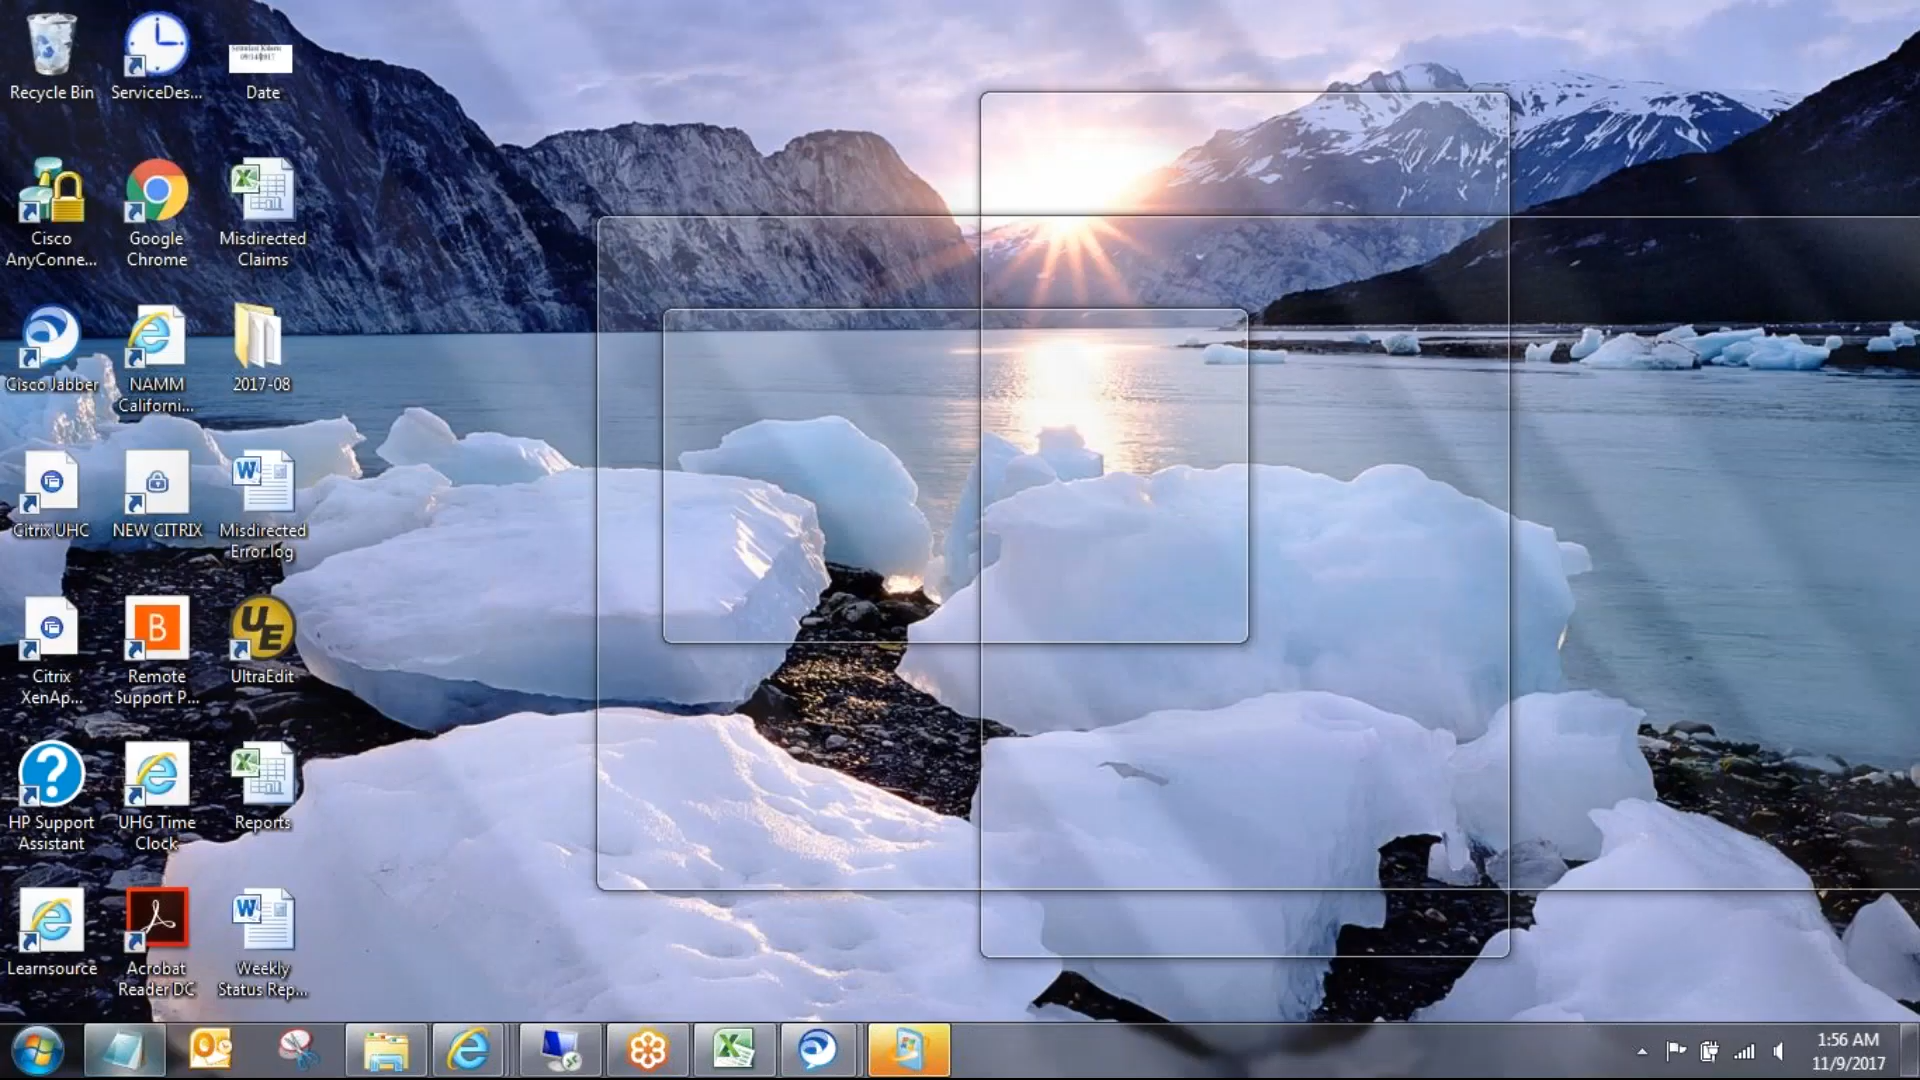 Recycle Bin
ServiceDes...
Date
Cisco
AnyConne...
Google
Chrome
Misdirected
Claims
Cisco Jabber
NAMM
Californi...
2017-08
Citrix UHC
NEW CITRIX
Misdirected
Error log
Citrix
XenAp...
B
Remote
Support P...
UE
UltraEdit
?
HP Support
Assistant
UHG Time
Clock
Reports
Learnsource
Acrobat
Reader DC
Weekly
Status Rep...
1:56 AM
11/9/2017